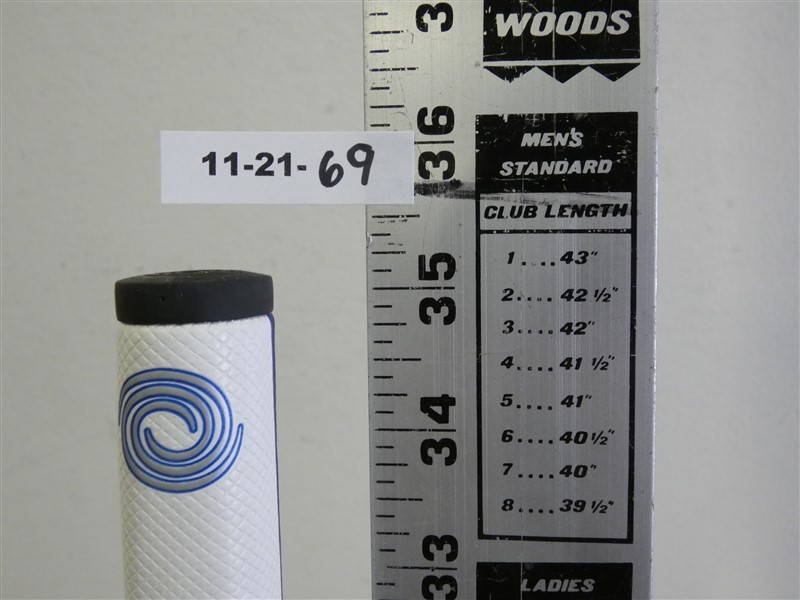 WOODS
3
36
11-21-69
MEN'S
STANDARD
CLUB LENGTH
1....43"
2....42 1/2"
3....42"
4....41 1/2"
5....41"
6....40 1/2"
7....40"
8....39 1/2"
35
34
33
LADIES